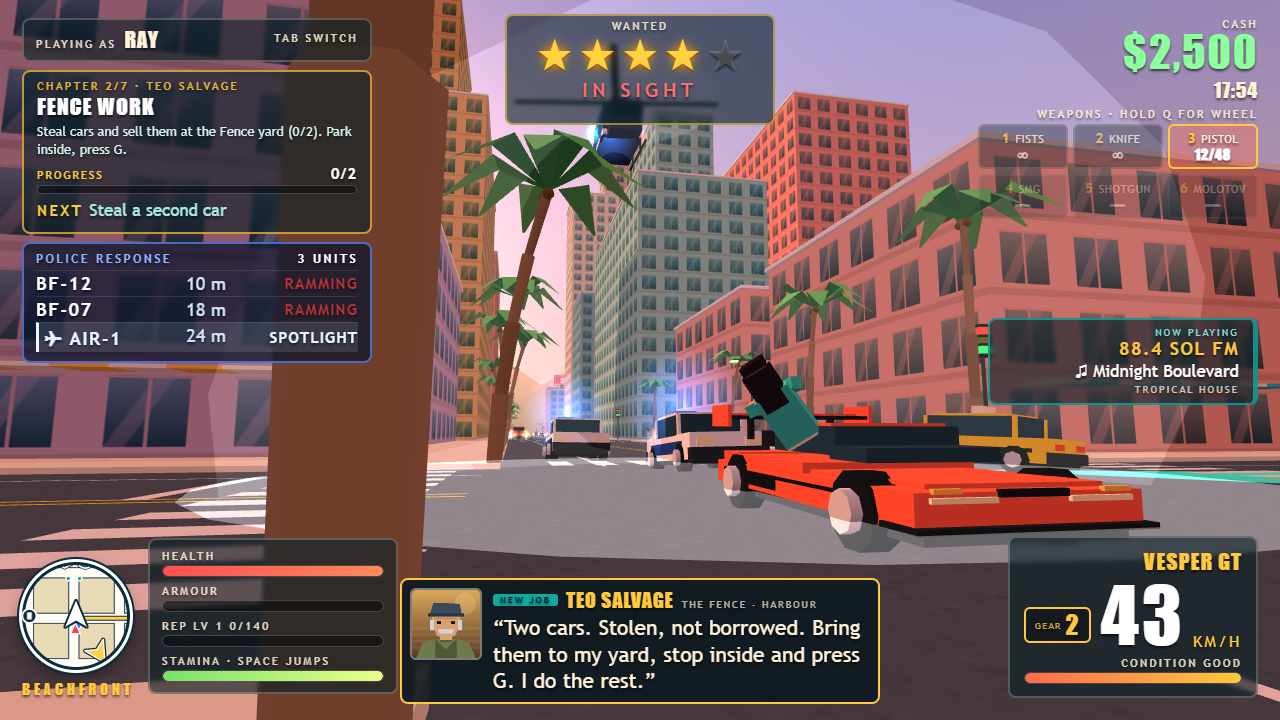 PLAYING AS RAY TAB SWITCH
CHAPTER 2/7 · TEO SALVAGE
FENCE WORK
Steal cars and sell them at the Fence yard (0/2). Park
inside, press G.
PROGRESS 0/2
NEXT Steal a second car
POLICE RESPONSE 3 UNITS
BF-12 10 m RAMMING
BF-07 18 m RAMMING
AIR-1 24 m SPOTLIGHT
WANTED
IN SIGHT
CASH
$2,500
17:54
WEAPONS · HOLD Q FOR WHEEL
1 FISTS ∞
2 KNIFE ∞
3 PISTOL 12/48
4 SMG —
5 SHOTGUN —
6 MOLOTOV —
NOW PLAYING
88.4 SOL FM
♫ Midnight Boulevard
TROPICAL HOUSE
HEALTH
ARMOUR
REP LV 1 0/140
STAMINA · SPACE JUMPS
BEACHFRONT
NEW JOB TEO SALVAGE THE FENCE · HARBOUR
“Two cars. Stolen, not borrowed. Bring
them to my yard, stop inside and press
G. I do the rest.”
VESPER GT
GEAR 2 43 KM/H
CONDITION GOOD